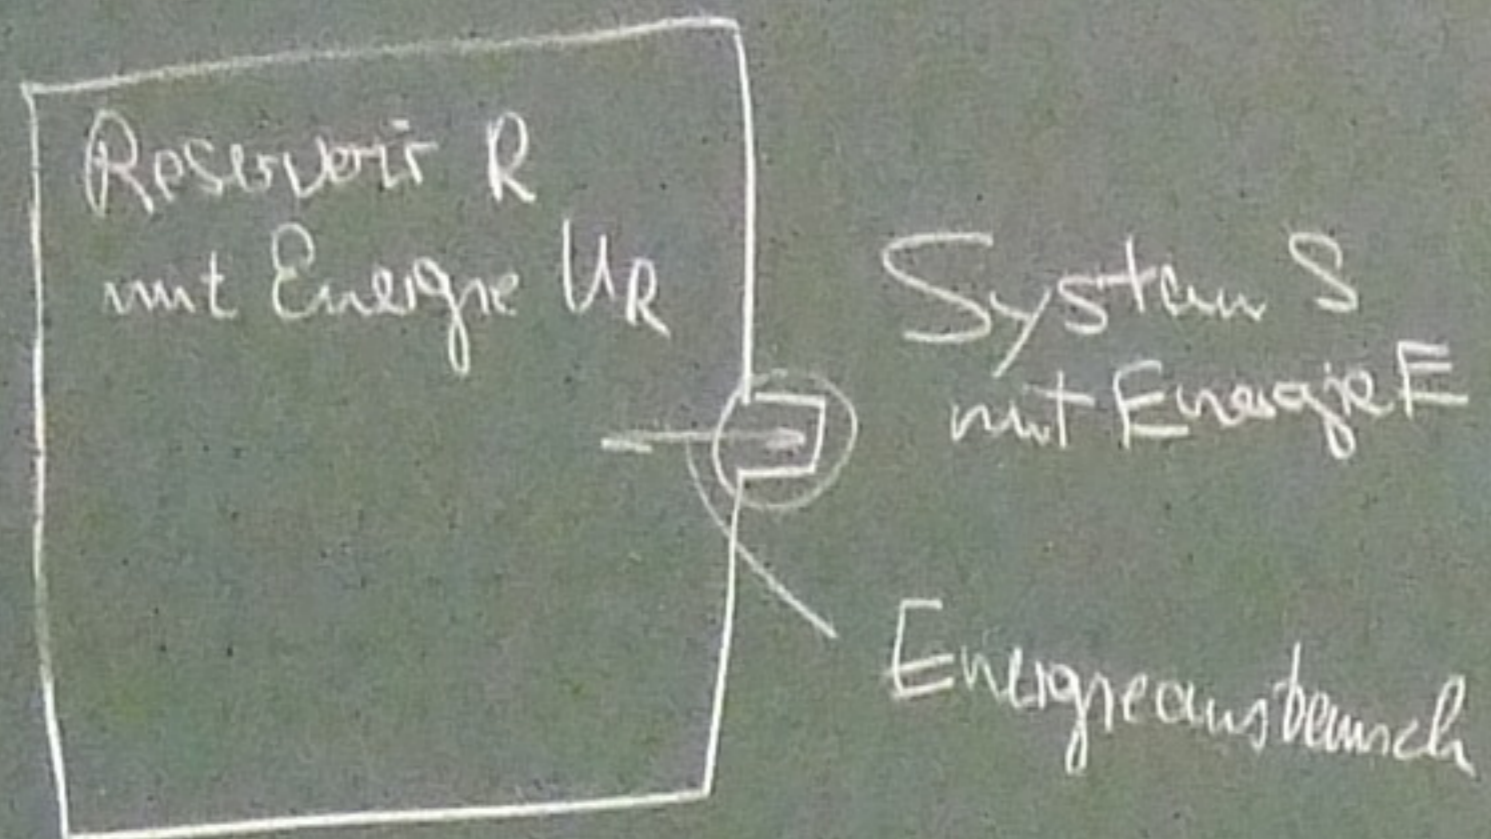 Reservoir R
mit Energie U_R
System S
mit Energie E
Energieaustausch